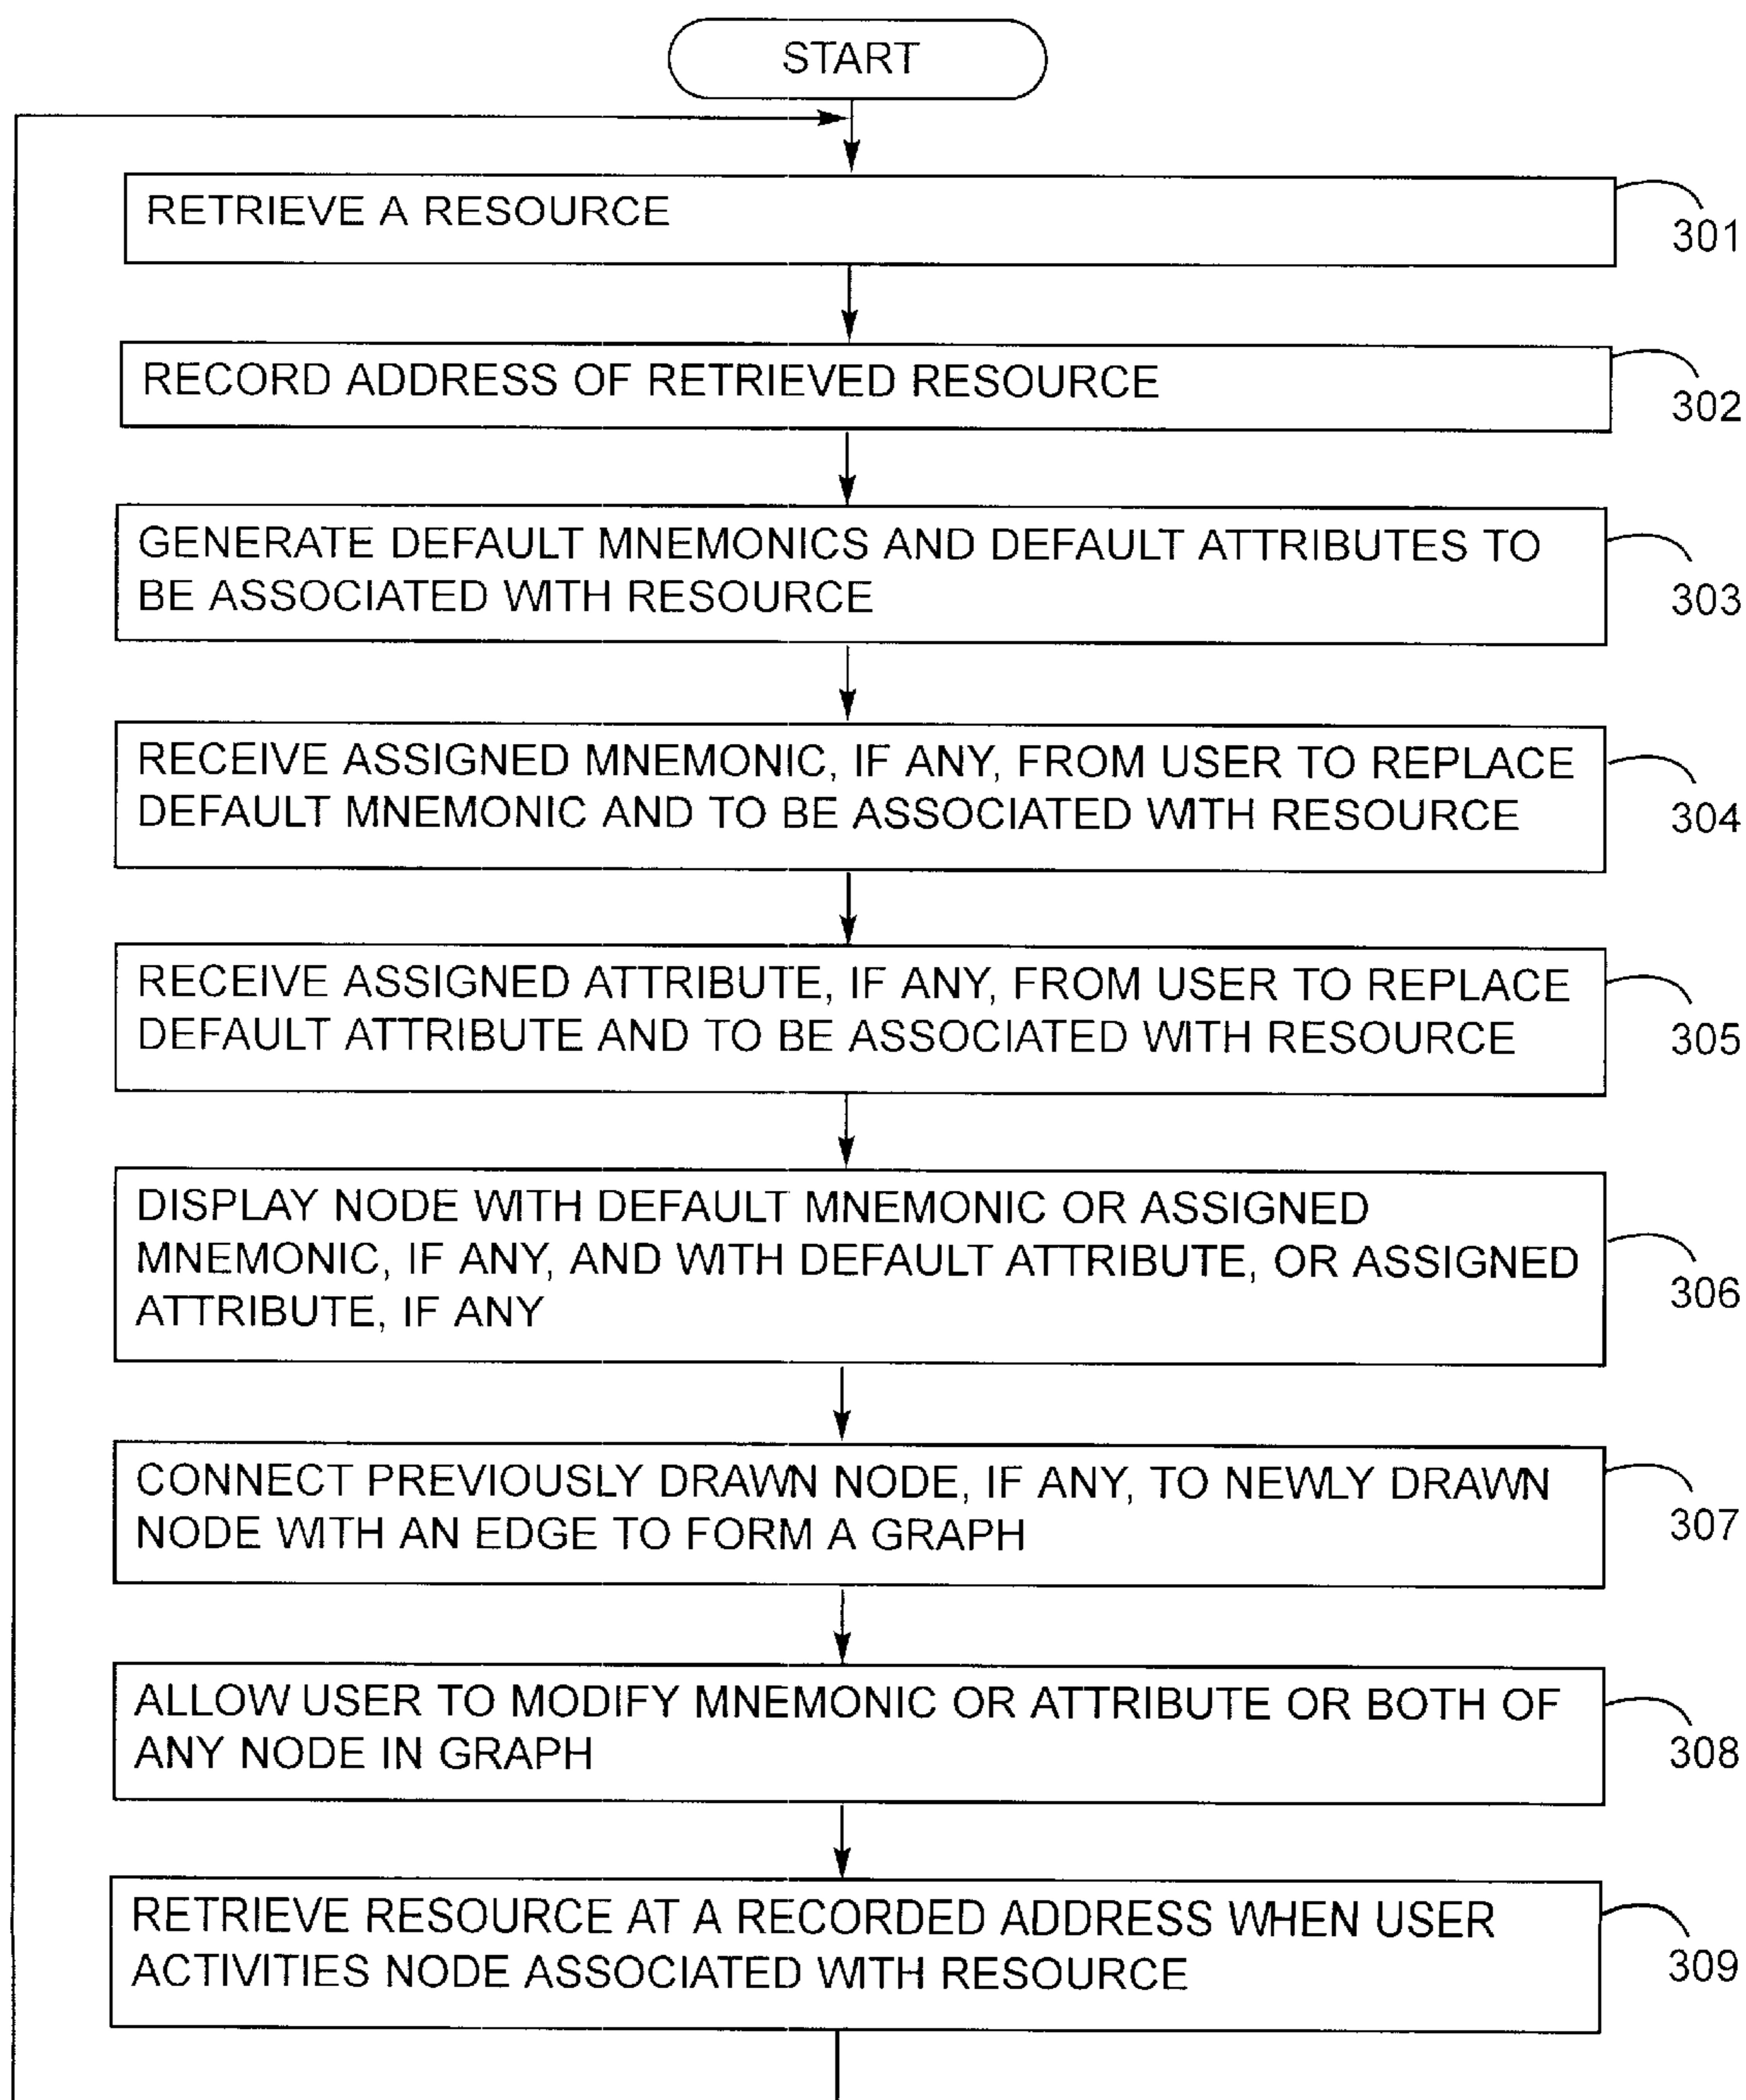 START
RETRIEVE A RESOURCE
301
RECORD ADDRESS OF RETRIEVED RESOURCE
302
GENERATE DEFAULT MNEMONICS AND DEFAULT ATTRIBUTES TO
BE ASSOCIATED WITH RESOURCE
303
RECEIVE ASSIGNED MNEMONIC, IF ANY, FROM USER TO REPLACE
DEFAULT MNEMONIC AND TO BE ASSOCIATED WITH RESOURCE
304
RECEIVE ASSIGNED ATTRIBUTE, IF ANY, FROM USER TO REPLACE
DEFAULT ATTRIBUTE AND TO BE ASSOCIATED WITH RESOURCE
305
DISPLAY NODE WITH DEFAULT MNEMONIC OR ASSIGNED
MNEMONIC, IF ANY, AND WITH DEFAULT ATTRIBUTE, OR ASSIGNED
ATTRIBUTE, IF ANY
306
CONNECT PREVIOUSLY DRAWN NODE, IF ANY, TO NEWLY DRAWN
NODE WITH AN EDGE TO FORM A GRAPH
307
ALLOW USER TO MODIFY MNEMONIC OR ATTRIBUTE OR BOTH OF
ANY NODE IN GRAPH
308
RETRIEVE RESOURCE AT A RECORDED ADDRESS WHEN USER
ACTIVITIES NODE ASSOCIATED WITH RESOURCE
309